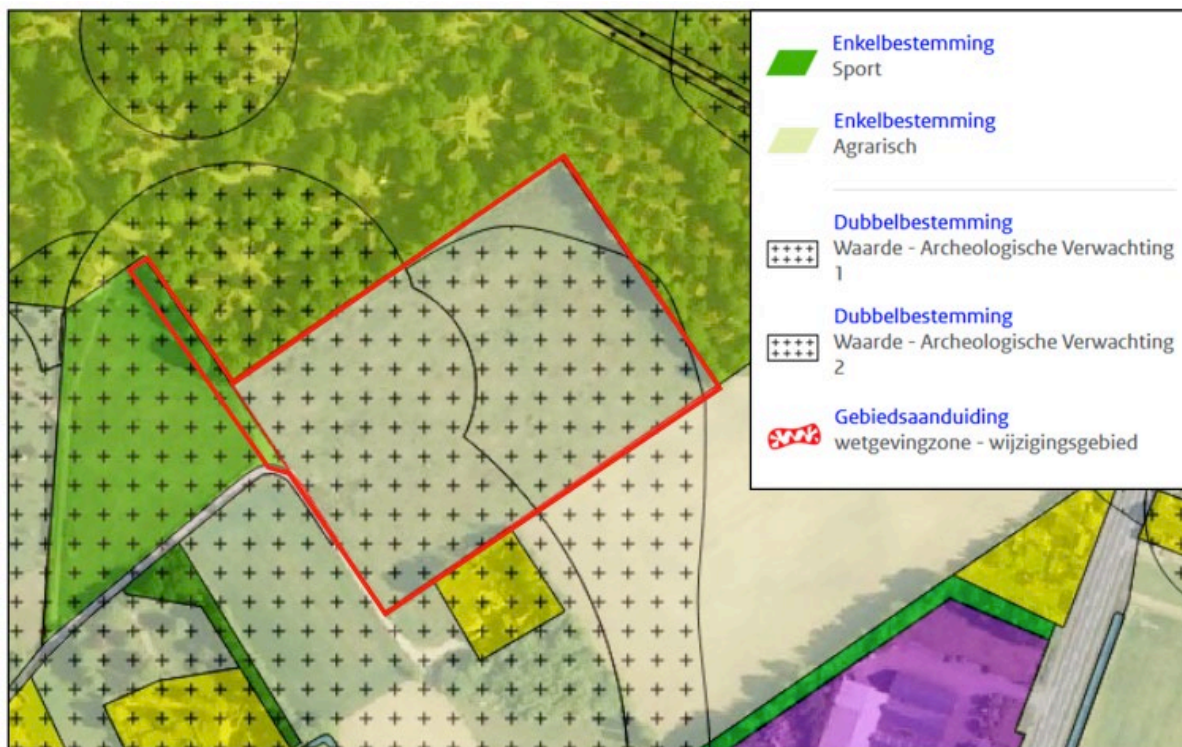 Enkelbestemming
Sport
Enkelbestemming
Agrarisch
Dubbelbestemming
Waarde - Archeologische Verwachting
1
Dubbelbestemming
Waarde - Archeologische Verwachting
2
Gebiedsaanduiding
wetgevingzone - wijzigingsgebied